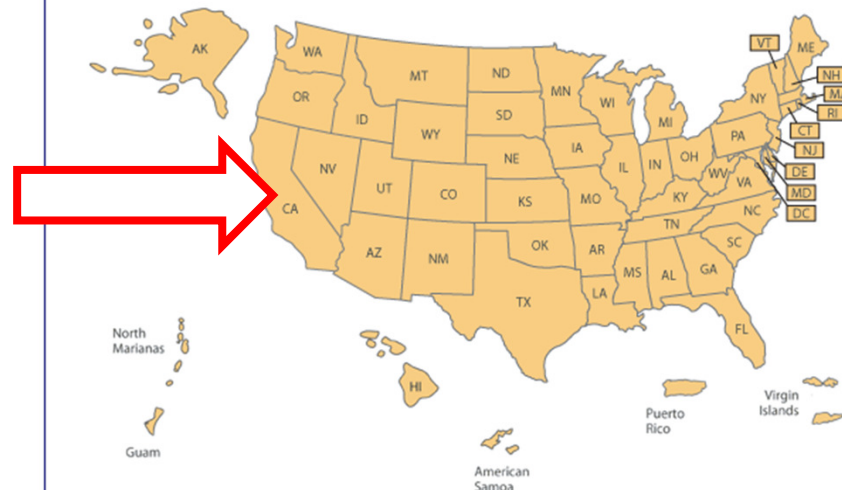 AK
WA
MT
ND
MN
VT
ME
NH
OR
ID
SD
WI
MI
NY
RI
CT
WY
NE
IA
PA
NJ
NV
UT
CO
KS
MO
IL
IN
OH
WV
VA
DE
MD
DC
CA
KY
NC
TN
AZ
NM
OK
AR
SC
MS
AL
GA
TX
LA
FL
North
Marianas
HI
Guam
American
Samoa
Puerto
Rico
Virgin
Islands